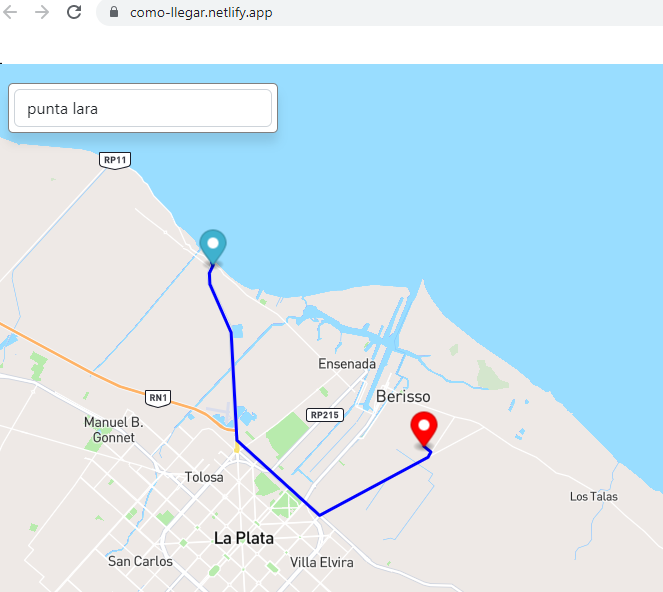 como-llegar.netlify.app
punta lara
RP11
Ensenada
RN1
Berisso
RP215
Manuel B.
Gonnet
Tolosa
Los Talas
La Plata
San Carlos
Villa Elvira